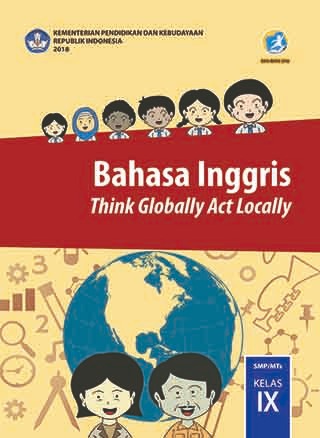 KEMENTERIAN PENDIDIKAN DAN KEBUDAYAAN
REPUBLIK INDONESIA
2018
Bahasa Inggris
Think Globally Act Locally
SMP/MTs
KELAS
IX